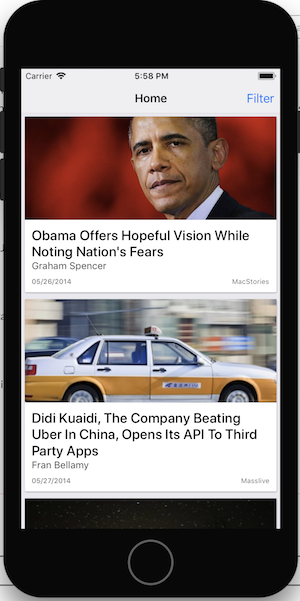 Carrier 5:58 PM
Home Filter
Obama Offers Hopeful Vision While
Noting Nation's Fears
Graham Spencer
05/26/2014 MacStories
Didi Kuaidi, The Company Beating
Uber In China, Opens Its API To Third
Party Apps
Fran Bellamy
05/27/2014 Masslive